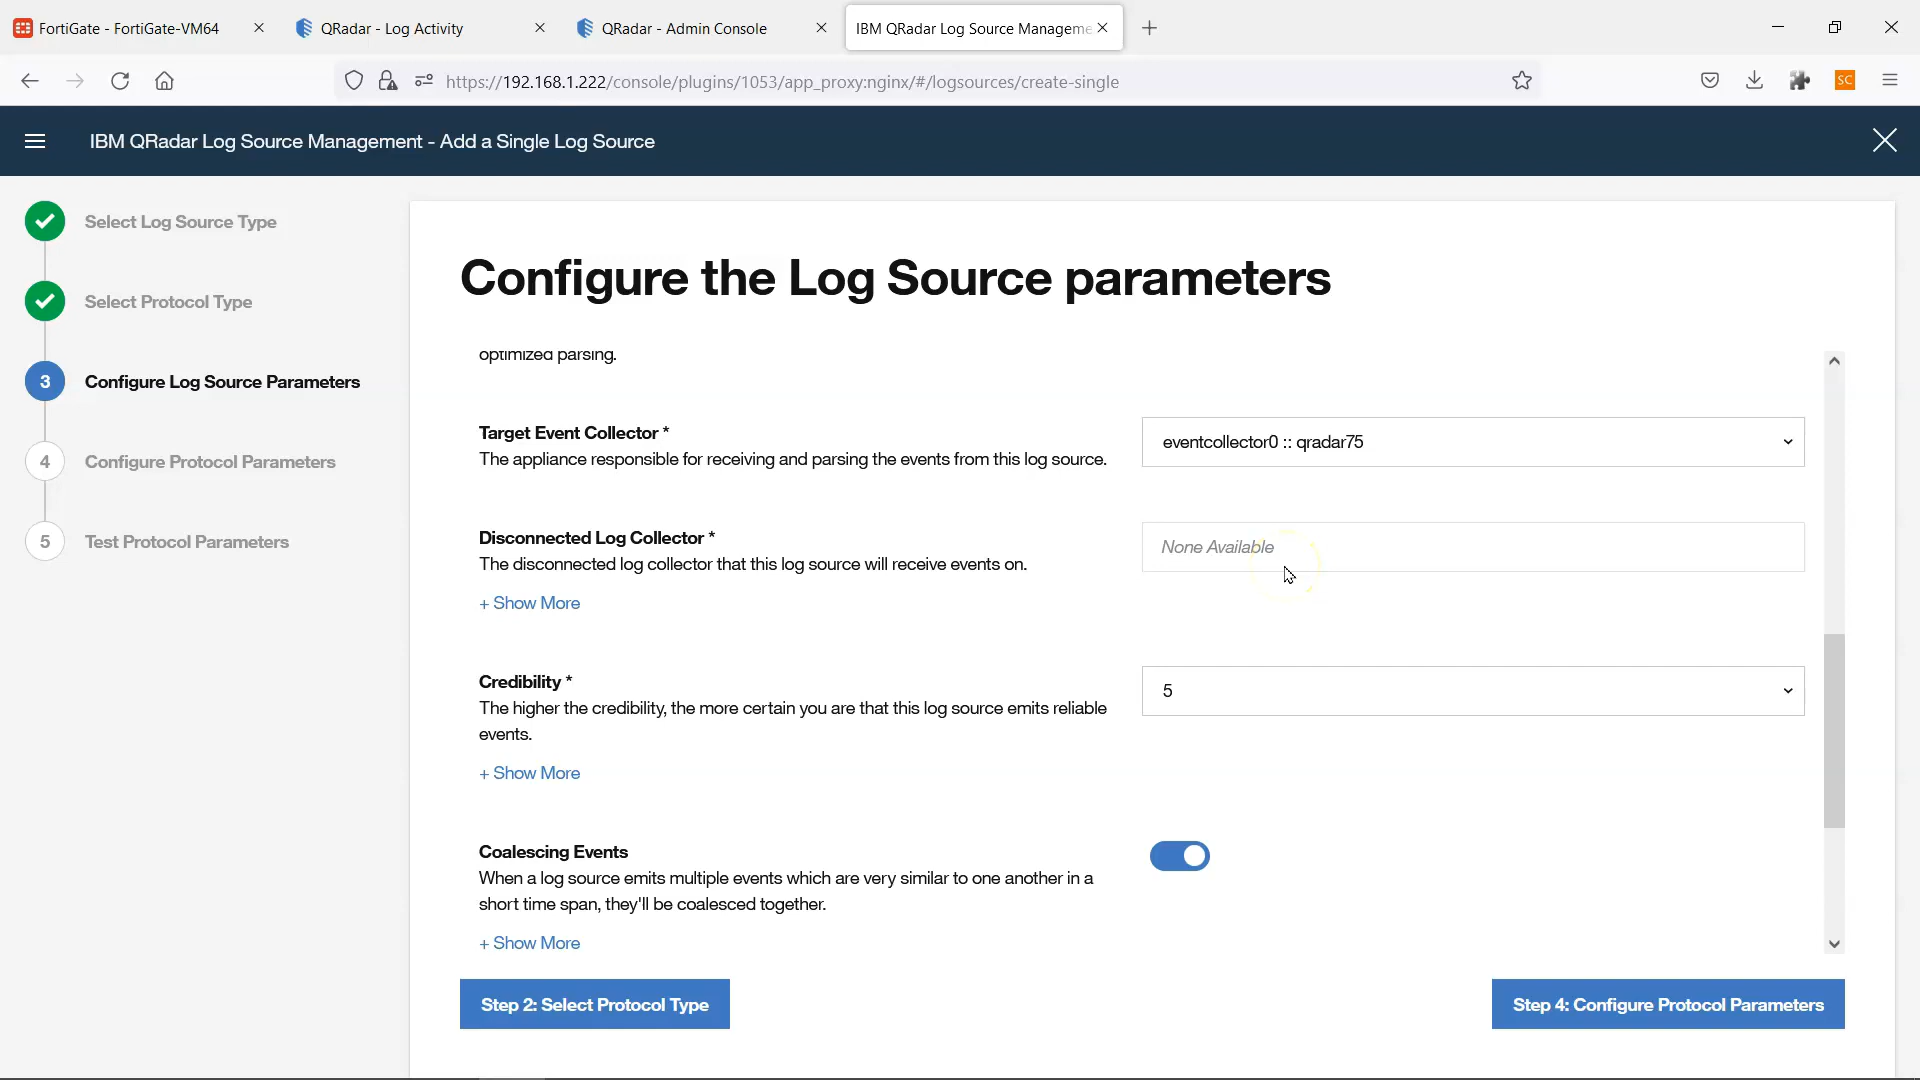 FortiGate - FortiGate-VM64
QRadar - Log Activity
QRadar - Admin Console
IBM QRadar Log Source Manageme
https://192.168.1.222/console/plugins/1053/app_proxy:nginx/#/logsources/create-single
SC
IBM QRadar Log Source Management - Add a Single Log Source
Select Log Source Type
Select Protocol Type
3 Configure Log Source Parameters
4 Configure Protocol Parameters
5 Test Protocol Parameters
Configure the Log Source parameters
optimized parsing.
Target Event Collector *
The appliance responsible for receiving and parsing the events from this log source.
eventcollector0 :: qradar75
Disconnected Log Collector *
The disconnected log collector that this log source will receive events on.
+ Show More
None Available
Credibility *
The higher the credibility, the more certain you are that this log source emits reliable
events.
+ Show More
5
Coalescing Events
When a log source emits multiple events which are very similar to one another in a
short time span, they'll be coalesced together.
+ Show More
Step 2: Select Protocol Type
Step 4: Configure Protocol Parameters